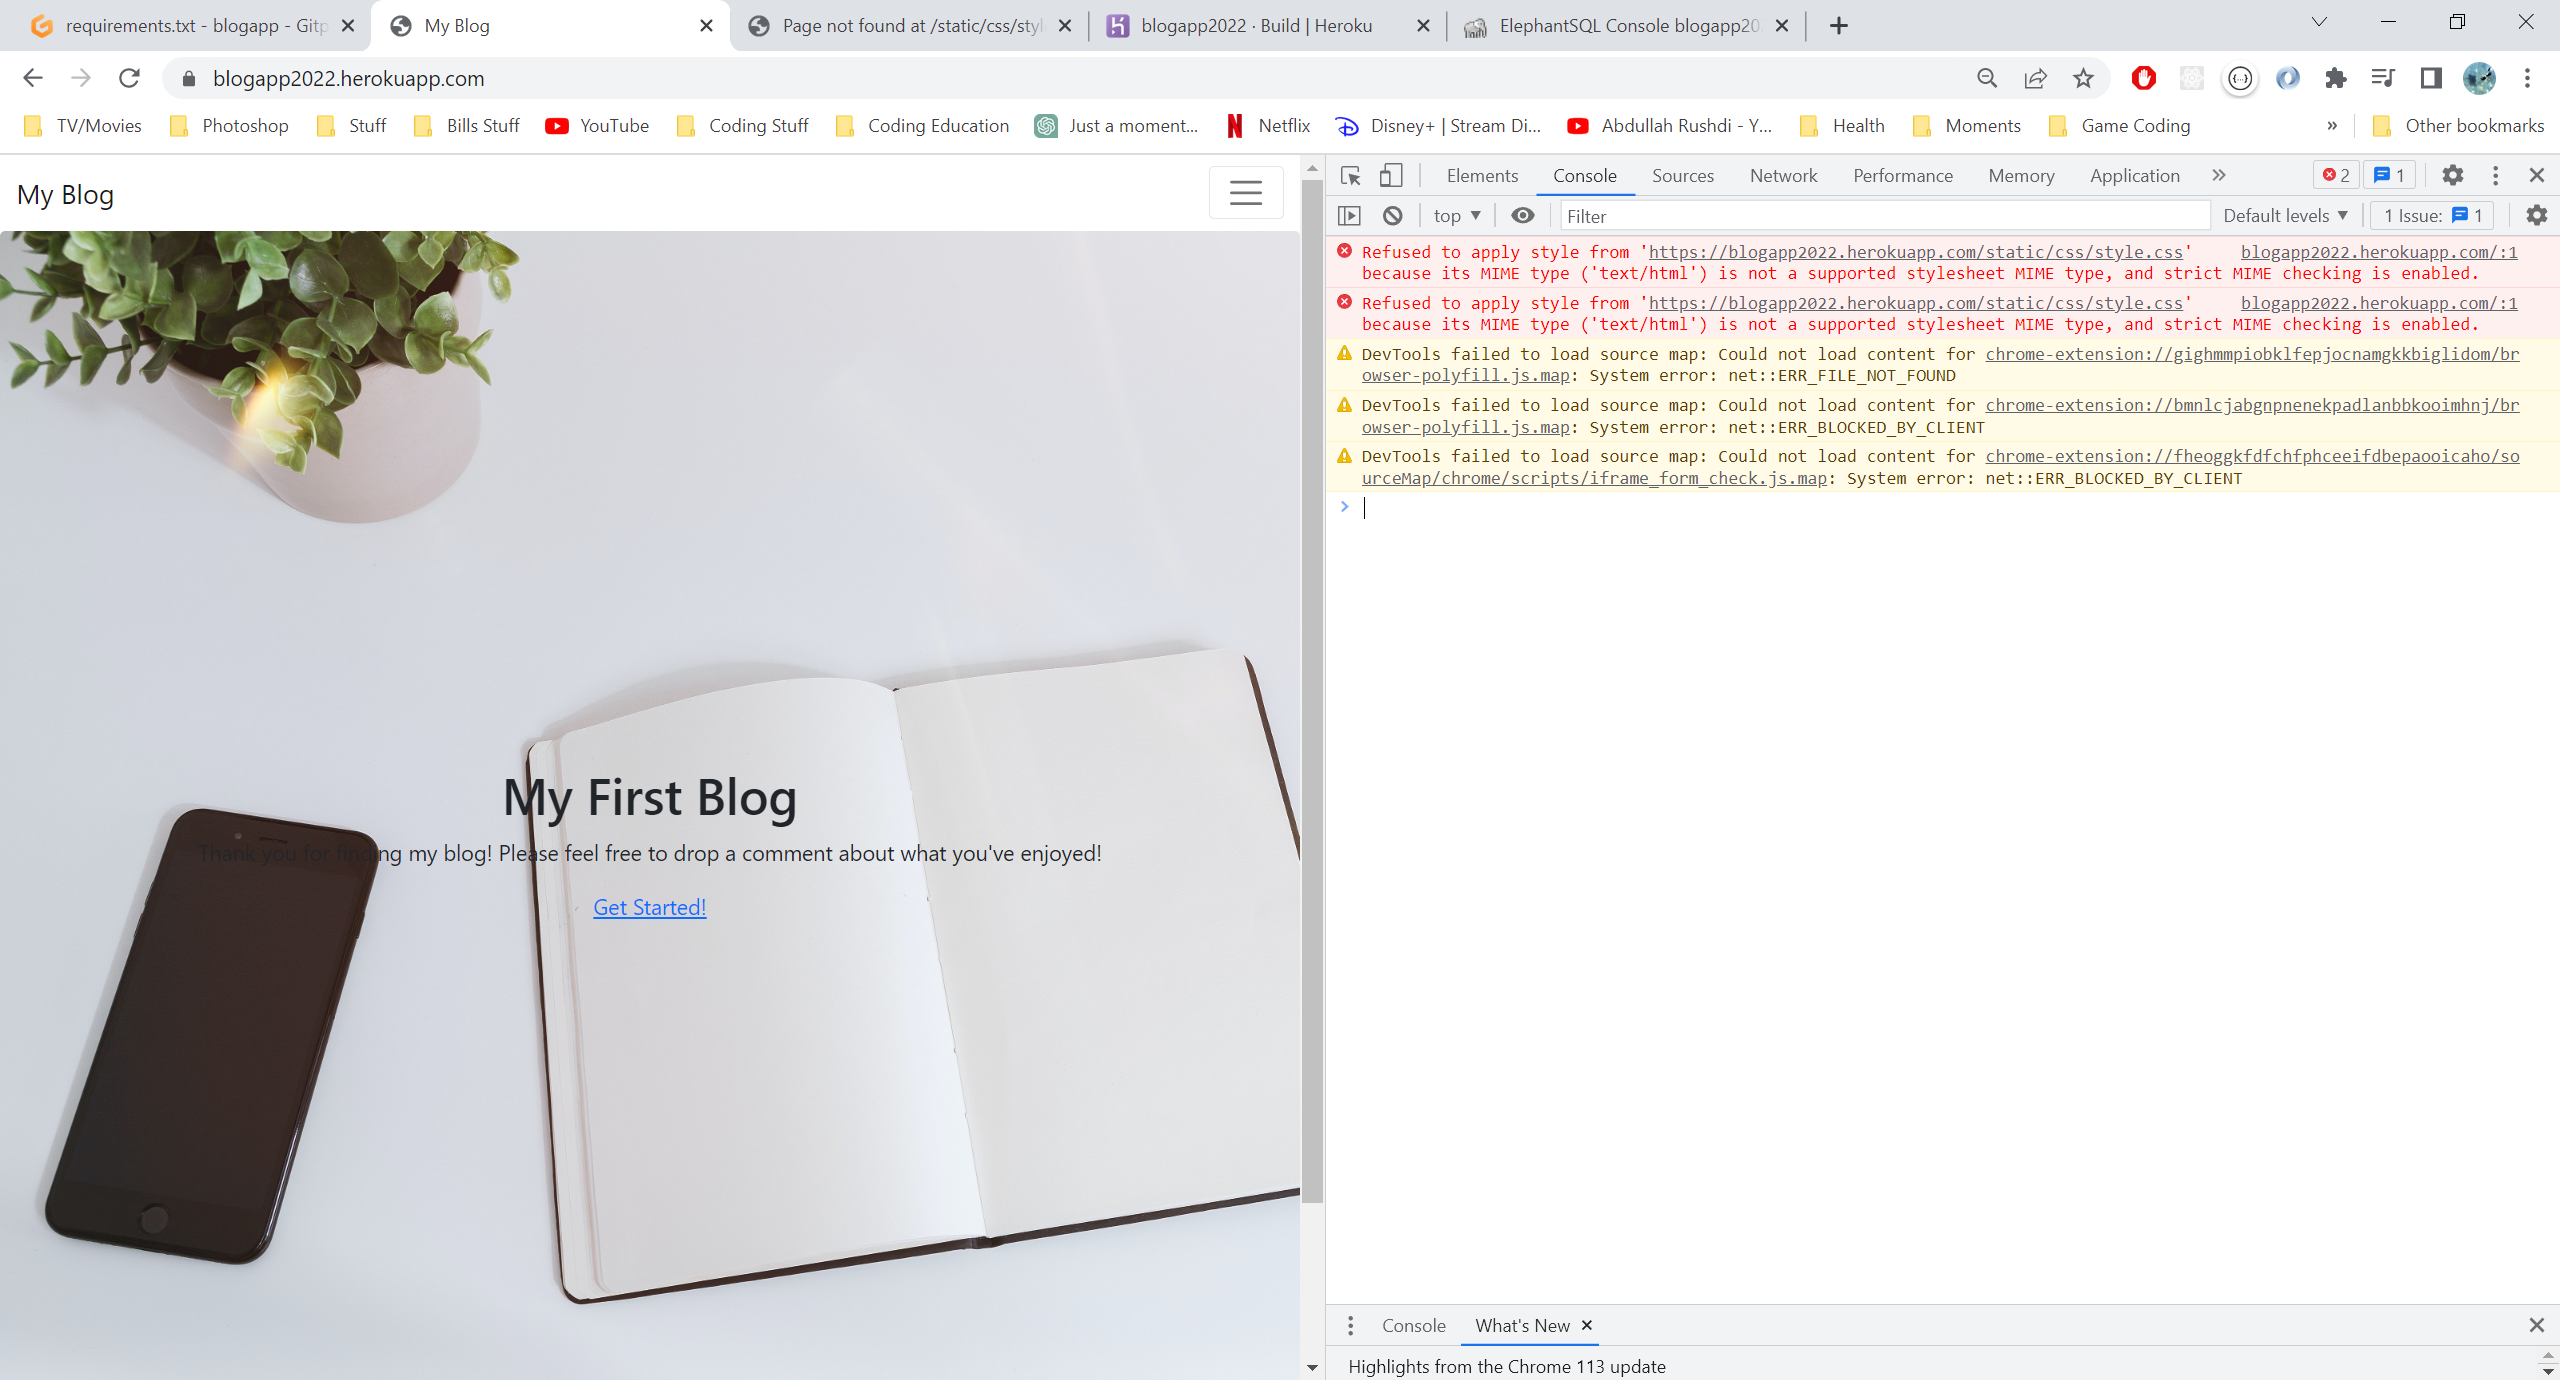 requirements.txt - blogapp - Gitp
My Blog
Page not found at /static/css/styl
blogapp2022 · Build | Heroku
ElephantSQL Console blogapp20
blogapp2022.herokuapp.com
TV/Movies
Photoshop
Stuff
Bills Stuff
YouTube
Coding Stuff
Coding Education
Just a moment...
Netflix
Disney+ | Stream Di...
Abdullah Rushdi - Y...
Health
Moments
Game Coding
»
Other bookmarks
My Blog
My First Blog
Thank you for finding my blog! Please feel free to drop a comment about what you've enjoyed!
Get Started!
Elements
Console
Sources
Network
Performance
Memory
Application
»
2
1
top
Filter
Default levels
1 Issue: 1
Refused to apply style from 'https://blogapp2022.herokuapp.com/static/css/style.css' blogapp2022.herokuapp.com/:1
because its MIME type ('text/html') is not a supported stylesheet MIME type, and strict MIME checking is enabled.
Refused to apply style from 'https://blogapp2022.herokuapp.com/static/css/style.css' blogapp2022.herokuapp.com/:1
because its MIME type ('text/html') is not a supported stylesheet MIME type, and strict MIME checking is enabled.
DevTools failed to load source map: Could not load content for chrome-extension://gighmmpiobklfepjocnamgkkbiglidom/br
owser-polyfill.js.map: System error: net::ERR_FILE_NOT_FOUND
DevTools failed to load source map: Could not load content for chrome-extension://bmnlcjabgnpnenekpadlanbbkooimhnj/br
owser-polyfill.js.map: System error: net::ERR_BLOCKED_BY_CLIENT
DevTools failed to load source map: Could not load content for chrome-extension://fheoggkfdfchfphceeifdbepaooicaho/so
urceMap/chrome/scripts/iframe_form_check.js.map: System error: net::ERR_BLOCKED_BY_CLIENT
Console
What's New
Highlights from the Chrome 113 update